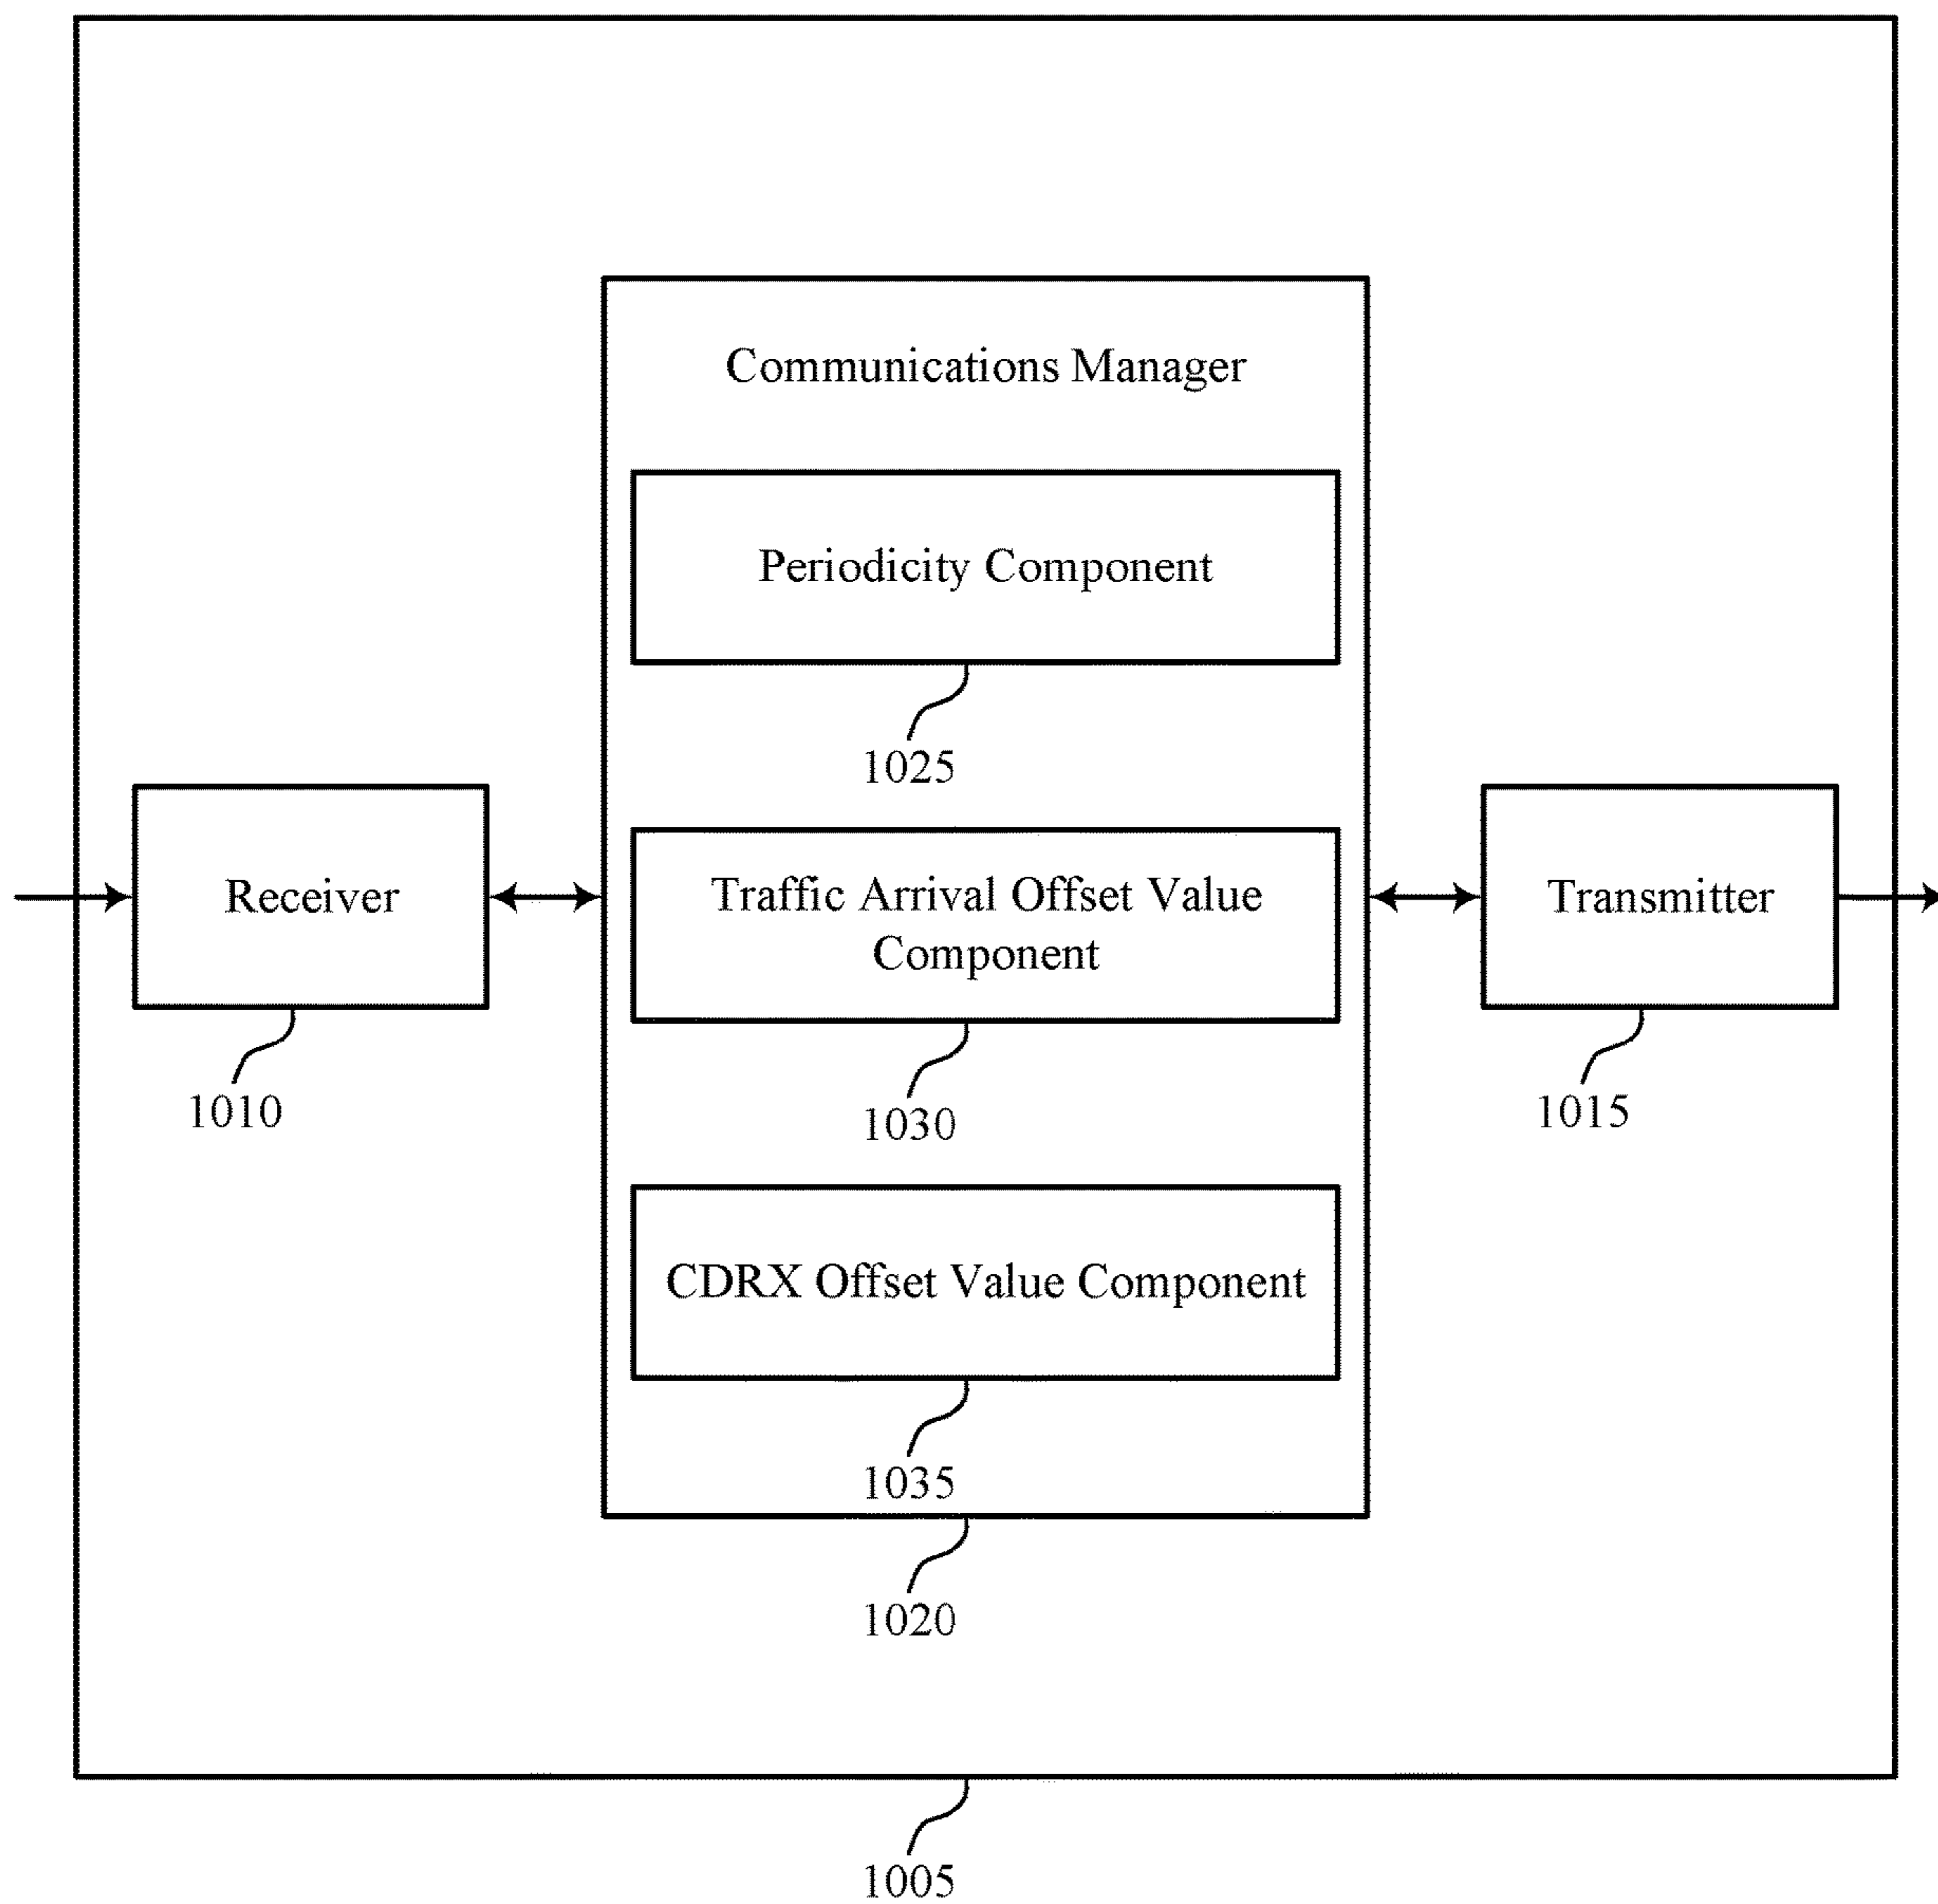 Communications Manager
Periodicity Component
1025
Receiver
1010
Traffic Arrival Offset Value
Component
1030
Transmitter
1015
CDRX Offset Value Component
1035
1020
1005